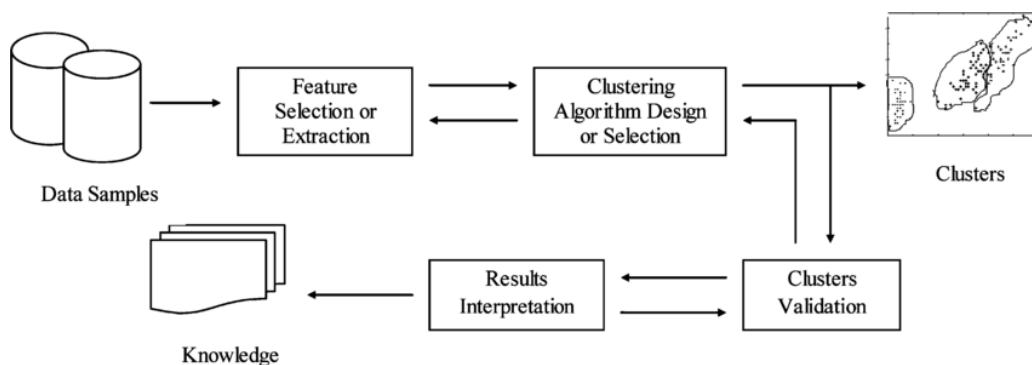 Data Samples
Feature
Selection or
Extraction
Clustering
Algorithm Design
or Selection
Clusters
Clusters
Validation
Results
Interpretation
Knowledge